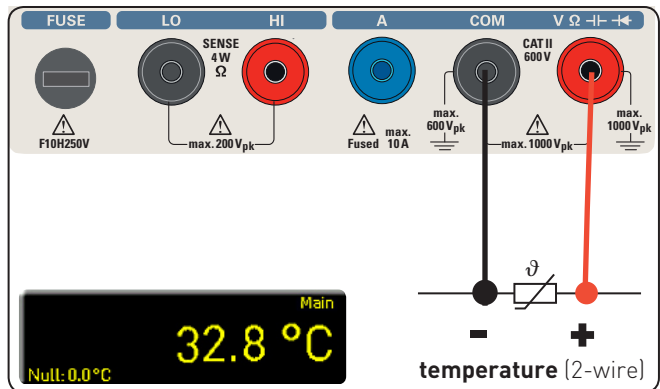 FUSE LO HI A COM V Ω ⊣⊢ 
SENSE
4 W
Ω
CAT II
600 V
F10H250V
max. 200 Vpk
Fused max.
10 A
max.
600 Vpk
max. 1000 Vpk
max.
1000 Vpk
ϑ
- +
temperature (2-wire)
Main
32.8 °C
Null: 0.0°C